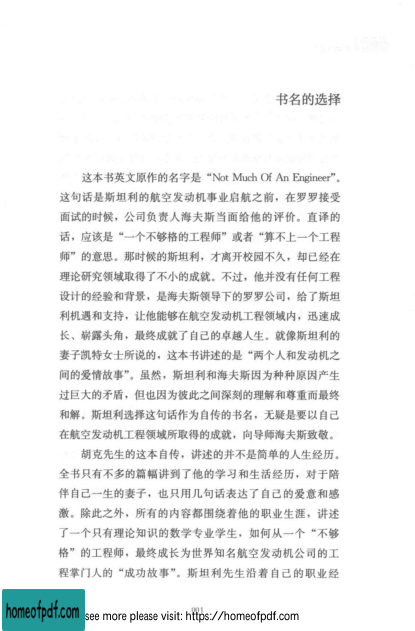 书名的选择
这本书英文原作的名字是“Not Much Of An Engineer”。
这句话是斯坦利的航空发动机事业启航之前，在罗罗接受
面试的时候，公司负责人海夫斯当面给他的评价。直译的
话，应该是“一个不够格的工程师”或者“算不上一个工程
师”的意思。那时候的斯坦利，才离开校园不久，却已经在
理论研究领域取得了不小的成就。不过，他并没有任何工程
设计的经验和背景，是海夫斯领导下的罗罗公司，给了斯坦
利机遇和支持，让他能够在航空发动机工程领域内，迅速成
长、崭露头角，最终成就了自己的卓越人生。就像斯坦利的
妻子凯特女士所说的，这本书讲述的是“两个人和发动机之
间的爱情故事”。虽然，斯坦利和海夫斯因为种种原因产生
过巨大的矛盾，但也因为彼此之间深刻的理解和尊重而最终
和解。斯坦利选择这句话作为自传的书名，无疑是要以自己
在航空发动机工程领域所取得的成就，向导师海夫斯致敬。
胡克先生的这本自传，讲述的并不是简单的人生经历。
全书只有不多的篇幅讲到了他的学习和生活经历，对于陪
伴自己一生的妻子，也只用几句话表达了自己的爱意和感
激。除此之外，所有的内容都围绕着他的职业生涯，讲述
了一个只有理论知识的数学专业学生，如何从一个“不够
格”的工程师，最终成长为世界知名航空发动机公司的工
程掌门人的“成功故事”。斯坦利先生沿着自己的职业经
001
homeofpdf.com
see more please visit: https://homeofpdf.com